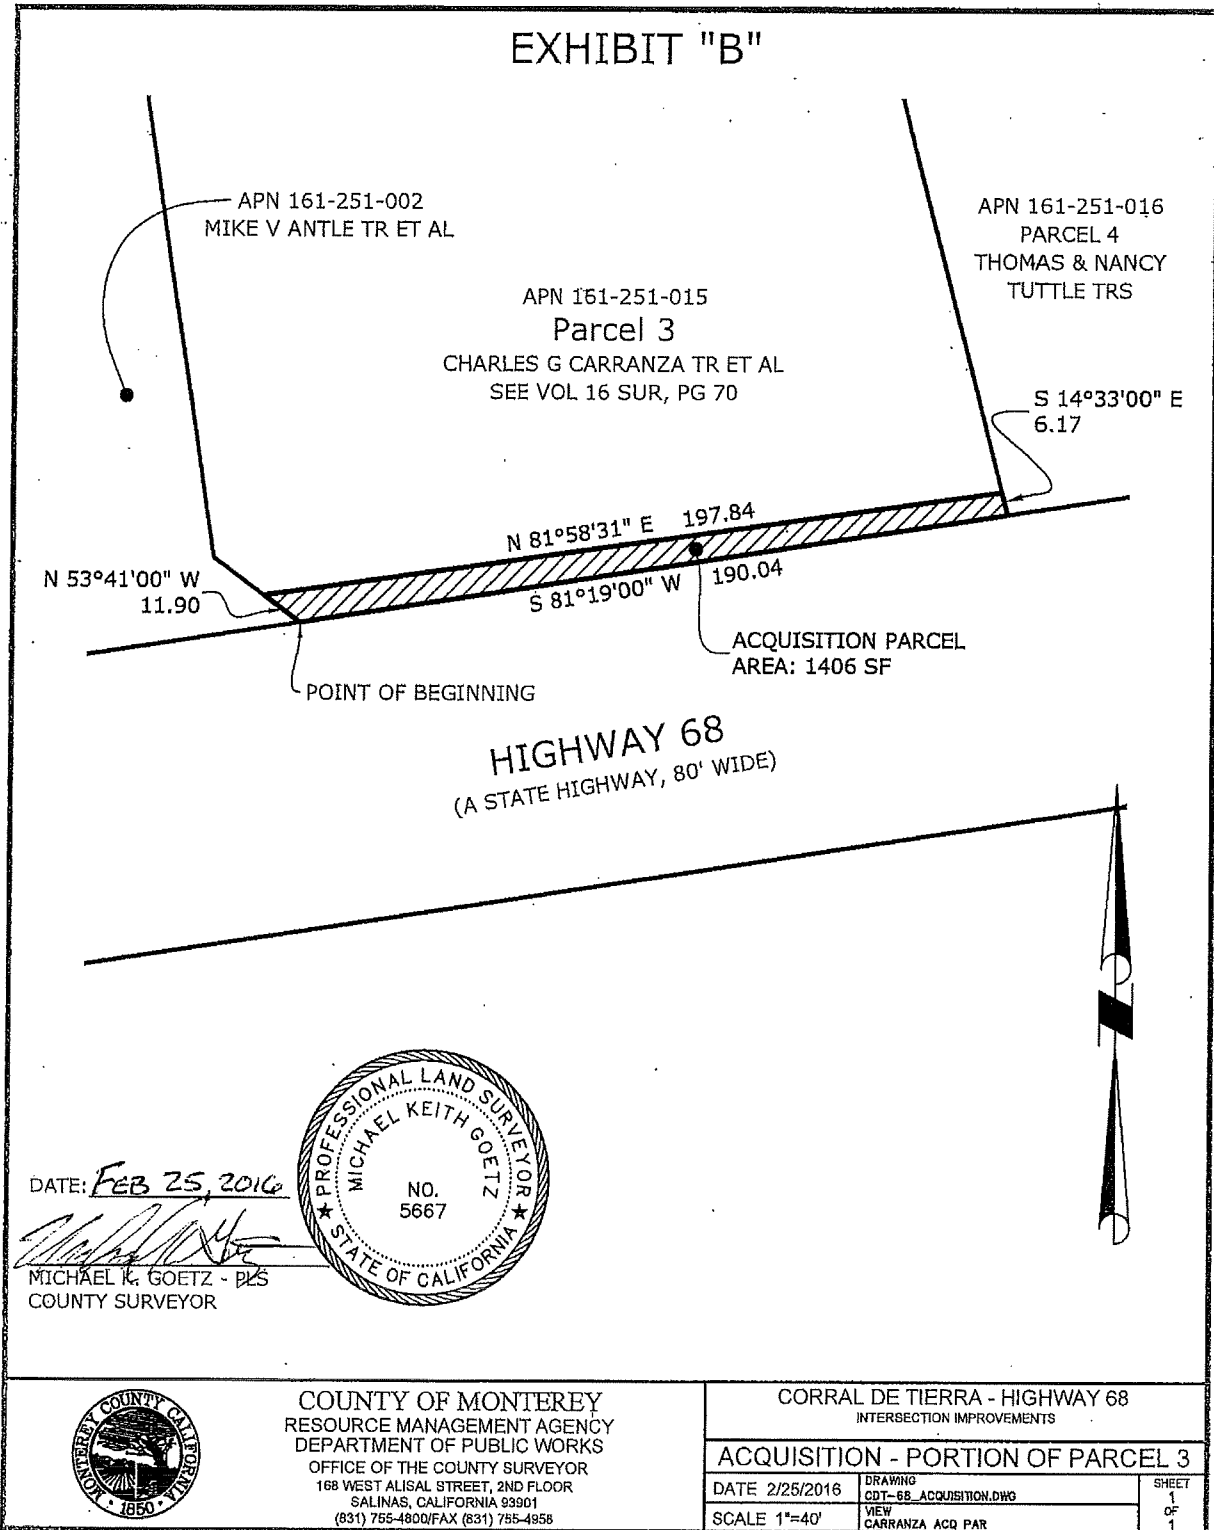 EXHIBIT "B"
APN 161-251-002
MIKE V ANTLE TR ET AL
APN 161-251-016
PARCEL 4
THOMAS & NANCY
TUTTLE TRS
APN 161-251-015
Parcel 3
CHARLES G CARRANZA TR ET AL
SEE VOL 16 SUR, PG 70
S 14°33'00" E
6.17
N 81°58'31" E 197.84
N 53°41'00" W
11.90
S 81°19'00" W 190.04
ACQUISITION PARCEL
AREA: 1406 SF
POINT OF BEGINNING
HIGHWAY 68
(A STATE HIGHWAY, 80' WIDE)
PROFESSIONAL LAND SURVEYOR
MICHAEL KEITH GOETZ
NO.
5667
STATE OF CALIFORNIA
DATE: FEB 25, 2016
MICHAEL K. GOETZ - PLS
COUNTY SURVEYOR
MONTEREY COUNTY CALIFORNIA
1850
COUNTY OF MONTEREY
RESOURCE MANAGEMENT AGENCY
DEPARTMENT OF PUBLIC WORKS
OFFICE OF THE COUNTY SURVEYOR
168 WEST ALISAL STREET, 2ND FLOOR
SALINAS, CALIFORNIA 93901
(831) 755-4800/FAX (831) 755-4958
CORRAL DE TIERRA - HIGHWAY 68
INTERSECTION IMPROVEMENTS
ACQUISITION - PORTION OF PARCEL 3
DATE 2/25/2016
DRAWING
CDT-68_ACQUISITION.DWG
SCALE 1"=40'
VIEW
CARRANZA ACQ PAR
SHEET
1
OF
1